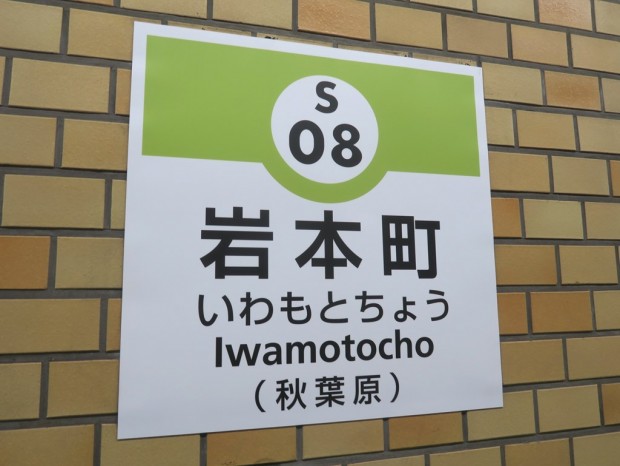 S
08
岩本町
いわもとちょう
Iwamotocho
（秋葉原）